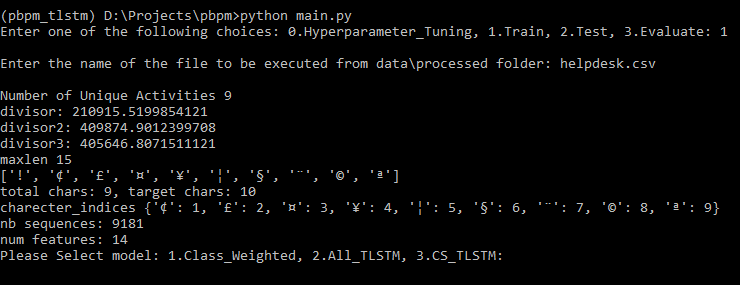 (pbpm_tlstm) D:\Projects\pbpm>python main.py
Enter one of the following choices: 0.Hyperparameter_Tuning, 1.Train, 2.Test, 3.Evaluate: 1
Enter the name of the file to be executed from data\processed folder: helpdesk.csv
Number of Unique Activities 9
divisor: 210915.5199854121
divisor2: 409874.9012399708
divisor3: 405646.8071511121
maxlen 15
['!', '¢', '£', '¤', '¥', '¦', '§', '¨', '©', 'ª']
total chars: 9, target chars: 10
charecter_indices {'¢': 1, '£': 2, '¤': 3, '¥': 4, '¦': 5, '§': 6, '¨': 7, '©': 8, 'ª': 9}
nb sequences: 9181
num features: 14
Please Select model: 1.Class_Weighted, 2.All_TLSTM, 3.CS_TLSTM: